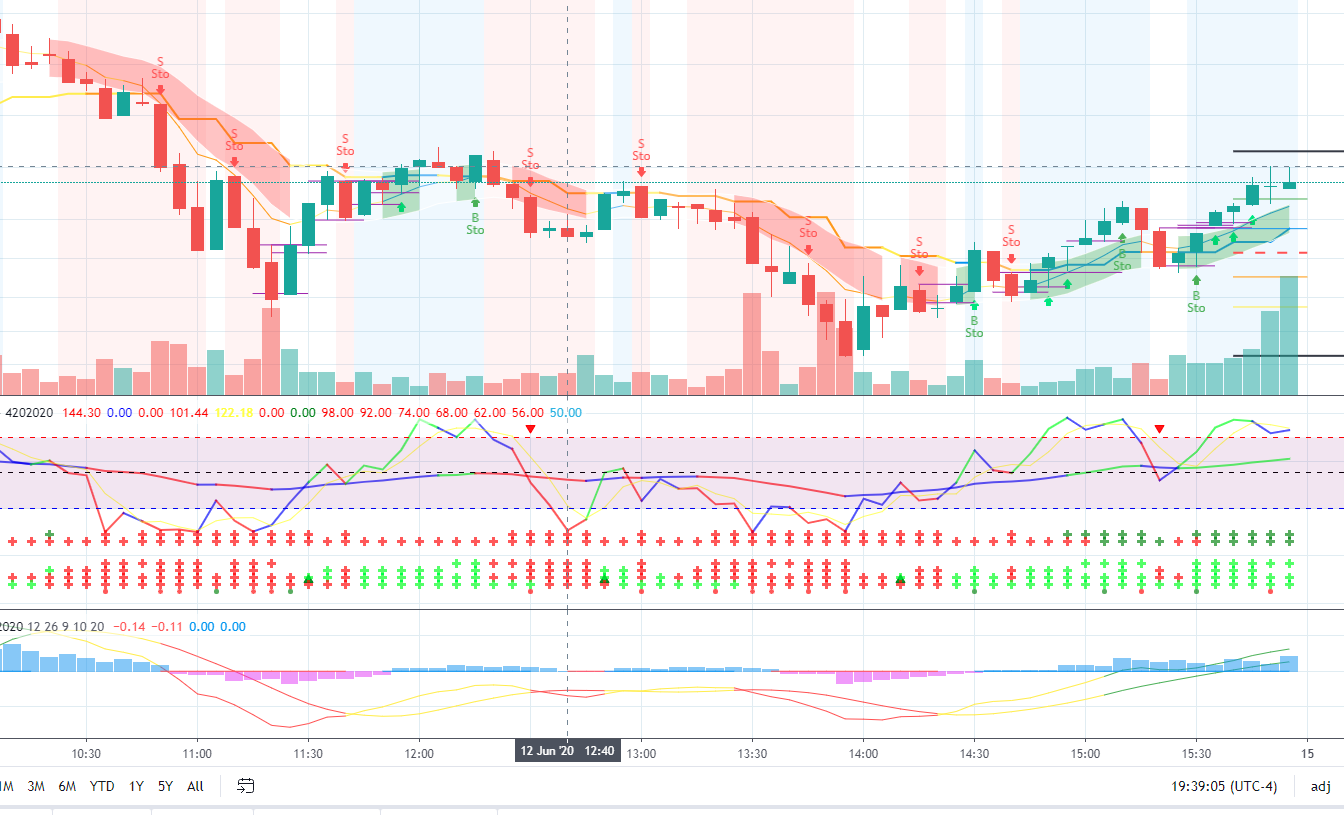 S
Sto
S
Sto
S
Sto
S
Sto
S
Sto
B
Sto
S
Sto
S
Sto
S
Sto
B
Sto
B
Sto
B
Sto
4202020 144.30 0.00 0.00 101.44 122.18 0.00 0.00 98.00 92.00 74.00 68.00 62.00 56.00 50.00
2020 12 26 9 10 20 −0.14 −0.11 0.00 0.00
10:30 11:00 11:30 12:00 12 Jun '20 12:40 13:00 13:30 14:00 14:30 15:00 15:30 15
1M 3M 6M YTD 1Y 5Y All 19:39:05 (UTC-4) adj